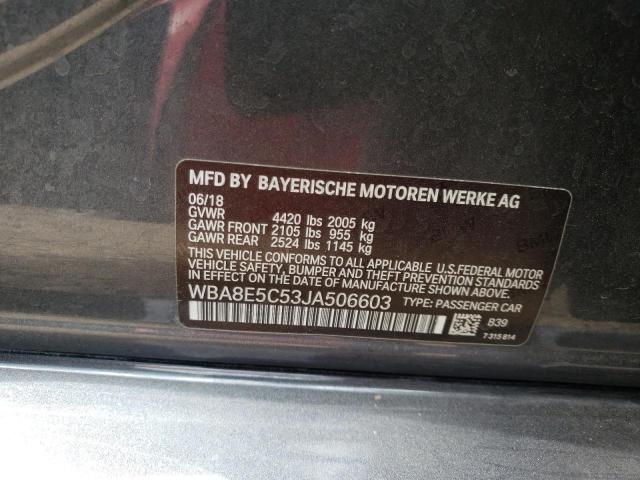 MFD BY BAYERISCHE MOTOREN WERKE AG
06/18
GVWR 4420 lbs 2005 kg
GAWR FRONT 2105 lbs 955 kg
GAWR REAR 2524 lbs 1145 kg
THIS VEHICLE CONFORMS TO ALL APPLICABLE U.S.FEDERAL MOTOR
VEHICLE SAFETY, BUMPER AND THEFT PREVENTION STANDARDS
IN EFFECT ON THE DATE OF MANUFACTURE SHOWN ABOVE.
WBA8E5C53JA506603 TYPE: PASSENGER CAR
B39
7315814